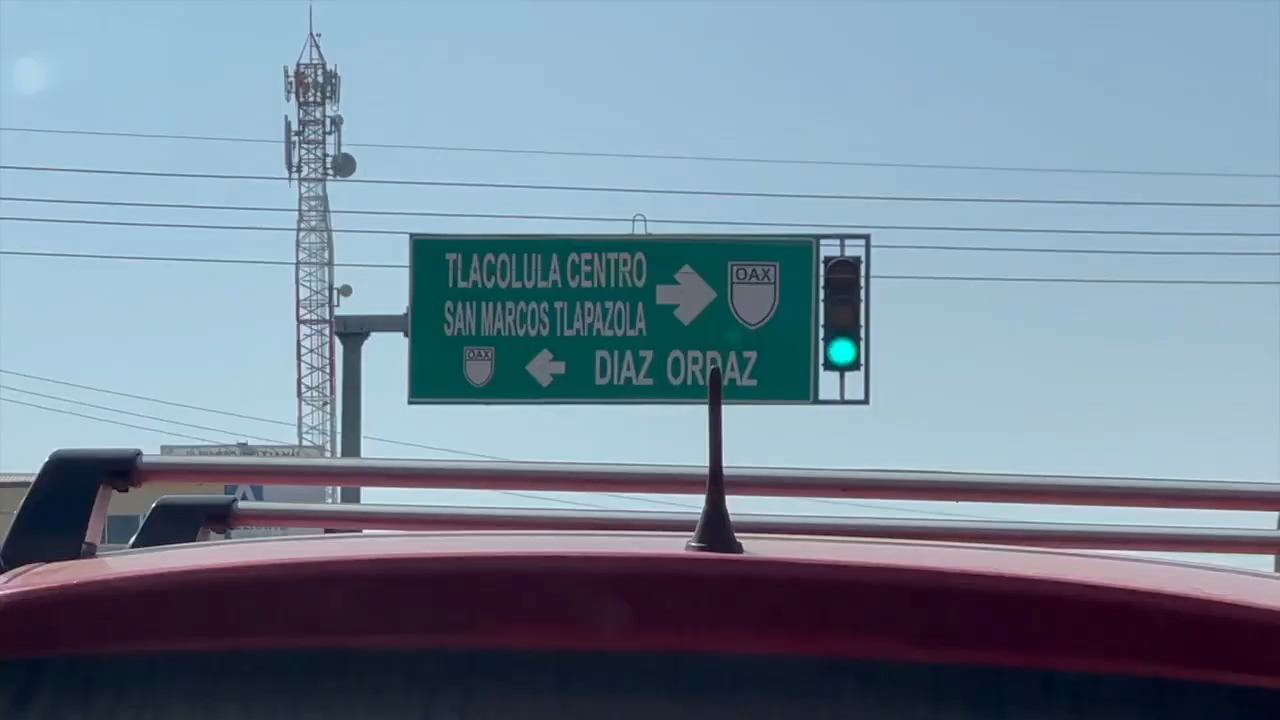 TLACOLULA CENTRO
OAX
SAN MARCOS TLAPAZOLA
OAX
DIAZ ORDAZ